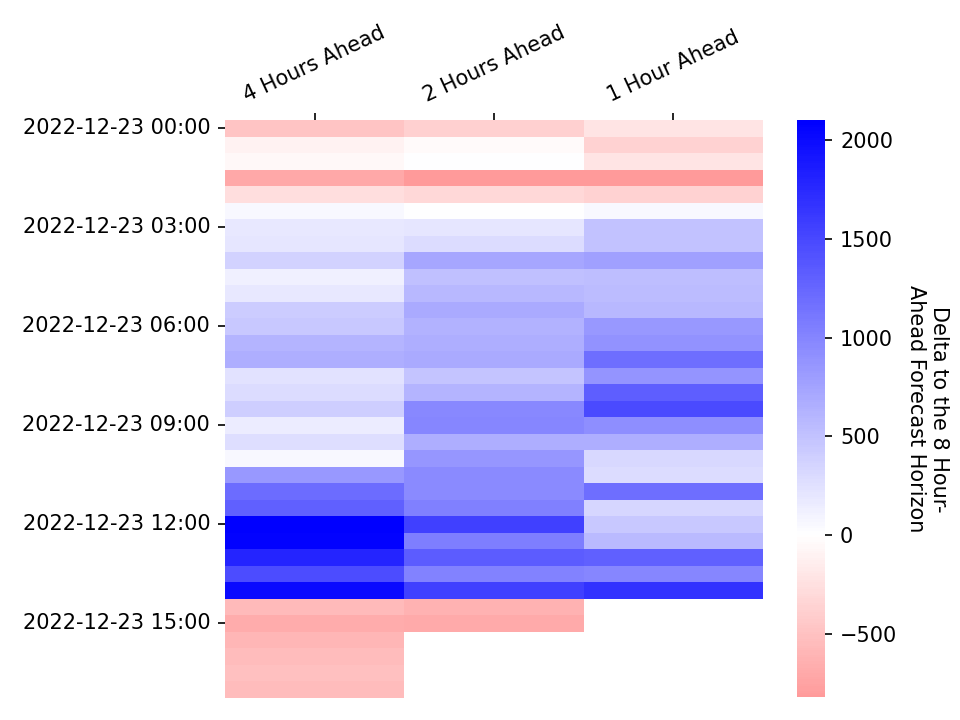 4 Hours Ahead
2 Hours Ahead
1 Hour Ahead
2022-12-23 00:00
2022-12-23 03:00
2022-12-23 06:00
2022-12-23 09:00
2022-12-23 12:00
2022-12-23 15:00
2000
1500
1000
500
0
−500
Delta to the 8 Hour-
Ahead Forecast Horizon